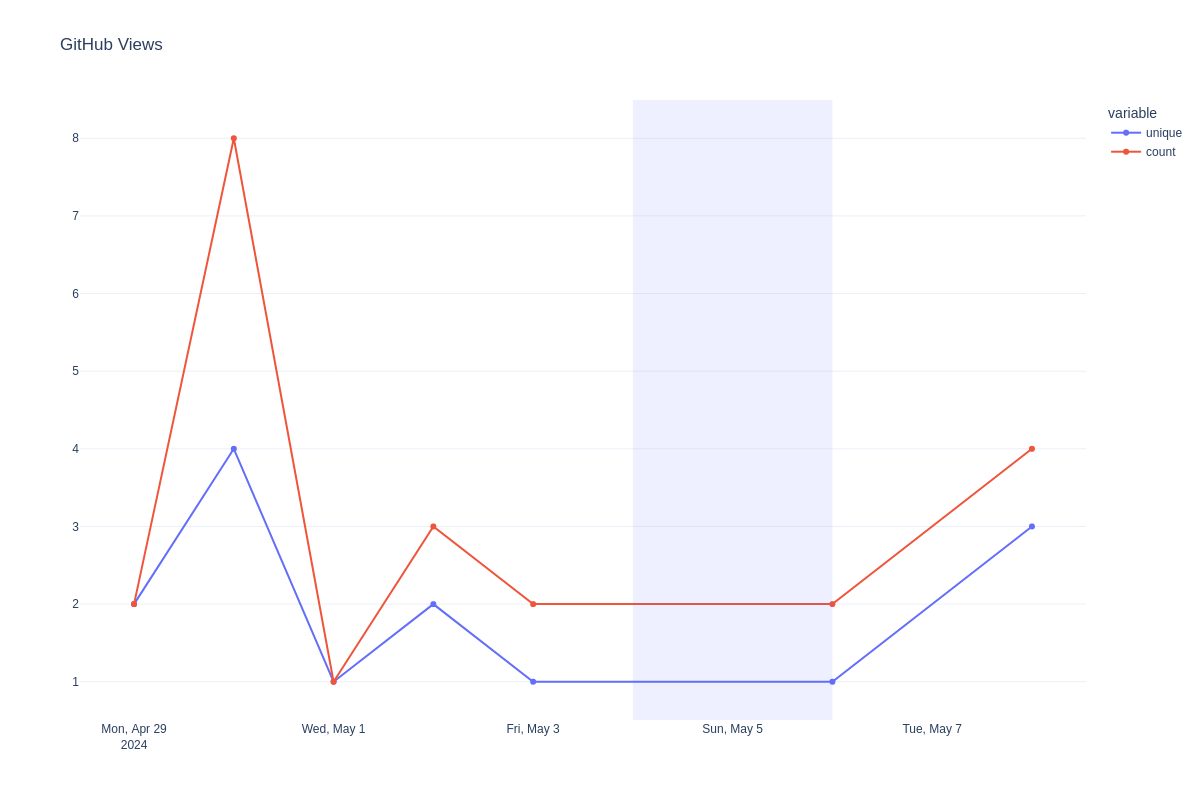 GitHub Views
variable
unique
count
8
7
6
5
4
3
2
1
Mon, Apr 29
2024
Wed, May 1
Fri, May 3
Sun, May 5
Tue, May 7